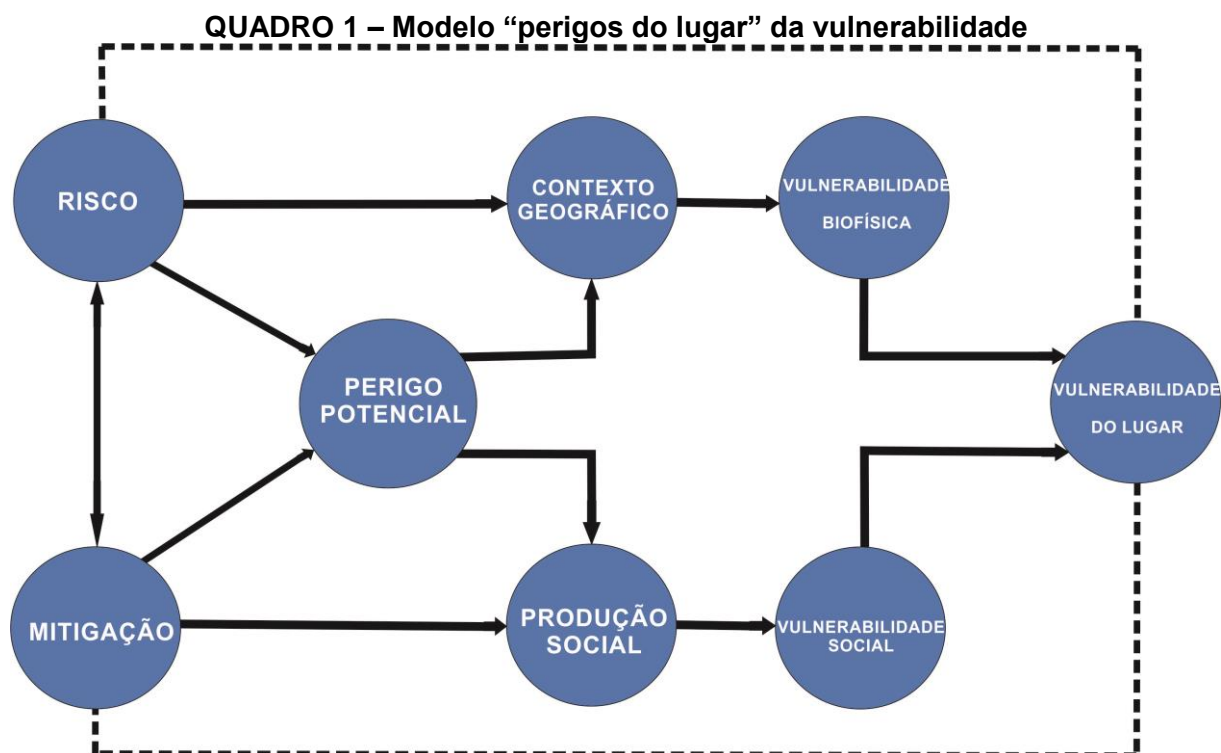 QUADRO 1 – Modelo “perigos do lugar” da vulnerabilidade
RISCO
CONTEXTO
GEOGRÁFICO
VULNERABILIDADE
BIOFÍSICA
PERIGO
POTENCIAL
VULNERABILIDADE
DO LUGAR
MITIGAÇÃO
PRODUÇÃO
SOCIAL
VULNERABILIDADE
SOCIAL